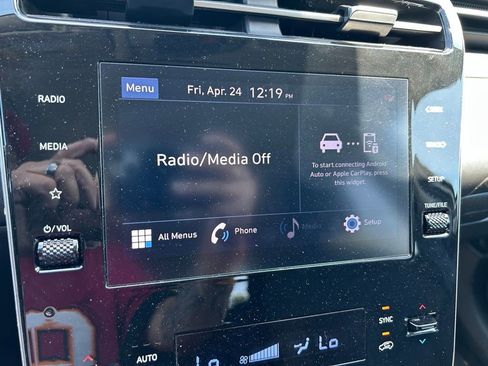 Menu
Fri, Apr. 24 12:19 PM
RADIO
MEDIA
VOL
Radio/Media Off
To start connecting Android
Auto or Apple CarPlay, press
this widget.
SETUP
TUNE/FILE
All Menus
Phone
Media
Setup
SYNC
AUTO
Lo
Lo